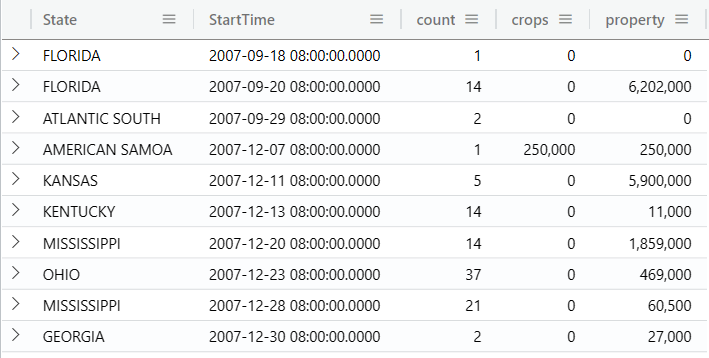 State StartTime count crops property
FLORIDA 2007-09-18 08:00:00.0000 1 0 0
FLORIDA 2007-09-20 08:00:00.0000 14 0 6,202,000
ATLANTIC SOUTH 2007-09-29 08:00:00.0000 2 0 0
AMERICAN SAMOA 2007-12-07 08:00:00.0000 1 250,000 250,000
KANSAS 2007-12-11 08:00:00.0000 5 0 5,900,000
KENTUCKY 2007-12-13 08:00:00.0000 14 0 11,000
MISSISSIPPI 2007-12-20 08:00:00.0000 14 0 1,859,000
OHIO 2007-12-23 08:00:00.0000 37 0 469,000
MISSISSIPPI 2007-12-28 08:00:00.0000 21 0 60,500
GEORGIA 2007-12-30 08:00:00.0000 2 0 27,000